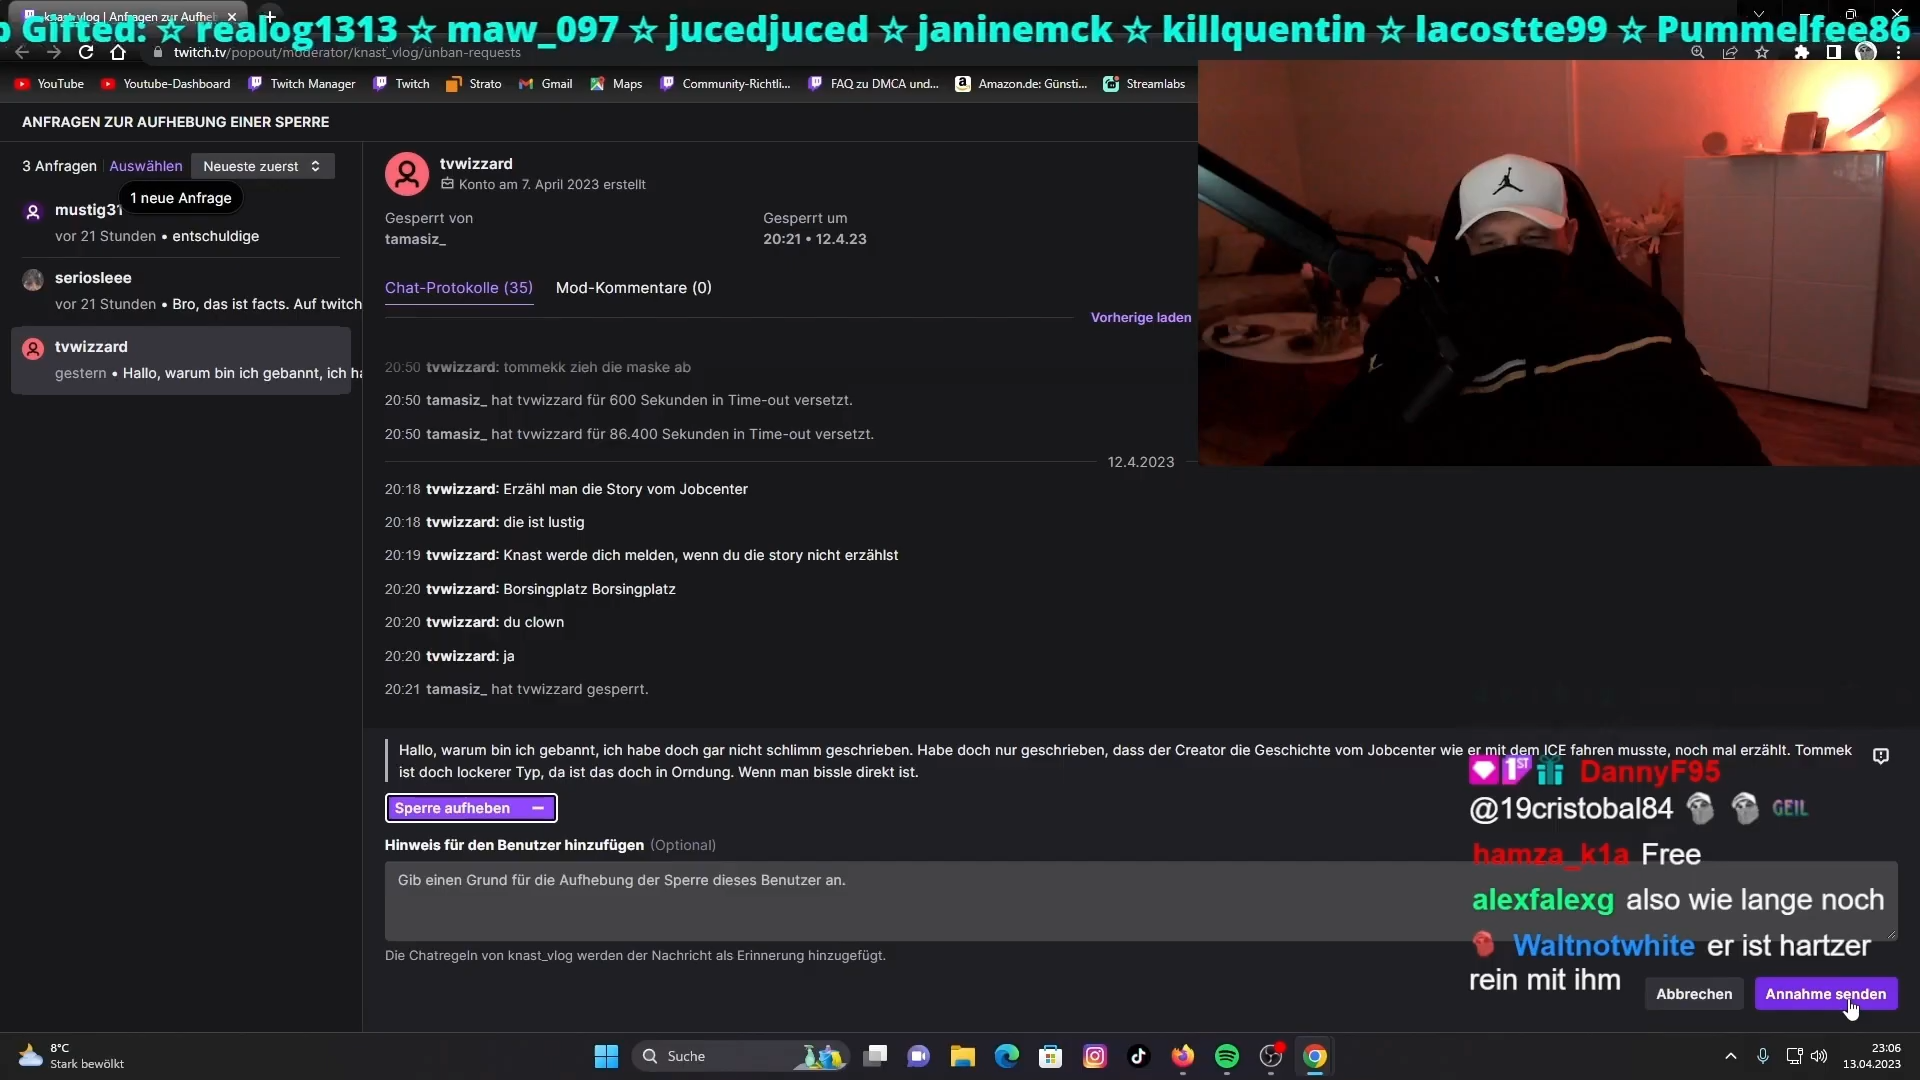 Gifted: ☆ realog1313 ☆ maw_097 ☆ jucedjuced ☆ janinemck ☆ killquentin ☆ lacostte99 ☆ Pummelfee86
twitch.tv/popout/moderator/knast_vlog/unban-requests
YouTube Youtube-Dashboard Twitch Manager Twitch Strato Gmail Maps Community-Richtli... FAQ zu DMCA und... Amazon.de: Günsti... Streamlabs
ANFRAGEN ZUR AUFHEBUNG EINER SPERRE
3 Anfragen Auswählen Neueste zuerst
1 neue Anfrage
mustig31
vor 21 Stunden • entschuldige
seriosleee
vor 21 Stunden • Bro, das ist facts. Auf twitch
tvwizzard
gestern • Hallo, warum bin ich gebannt, ich ha
tvwizzard
Konto am 7. April 2023 erstellt
Gesperrt von Gesperrt um
tamasiz_ 20:21 • 12.4.23
Chat-Protokolle (35) Mod-Kommentare (0)
Vorherige laden
20:50 tvwizzard: tommekk zieh die maske ab
20:50 tamasiz_ hat tvwizzard für 600 Sekunden in Time-out versetzt.
20:50 tamasiz_ hat tvwizzard für 86.400 Sekunden in Time-out versetzt.
12.4.2023
20:18 tvwizzard: Erzähl man die Story vom Jobcenter
20:18 tvwizzard: die ist lustig
20:19 tvwizzard: Knast werde dich melden, wenn du die story nicht erzählst
20:20 tvwizzard: Borsingplatz Borsingplatz
20:20 tvwizzard: du clown
20:20 tvwizzard: ja
20:21 tamasiz_ hat tvwizzard gesperrt.
Hallo, warum bin ich gebannt, ich habe doch gar nicht schlimm geschrieben. Habe doch nur geschrieben, dass der Creator die Geschichte vom Jobcenter wie er mit dem ICE fahren musste, noch mal erzählt. Tommek
ist doch lockerer Typ, da ist das doch in Orndung. Wenn man bissle direkt ist.
Sperre aufheben
Hinweis für den Benutzer hinzufügen (Optional)
Gib einen Grund für die Aufhebung der Sperre dieses Benutzer an.
Die Chatregeln von knast_vlog werden der Nachricht als Erinnerung hinzugefügt.
1ST DannyF95
@19cristobal84 GEIL
hamza_k1a Free
alexfalexg also wie lange noch
Waltnotwhite er ist hartzer
rein mit ihm
Abbrechen Annahme senden
8°C
Stark bewölkt
Suche
23:06
13.04.2023